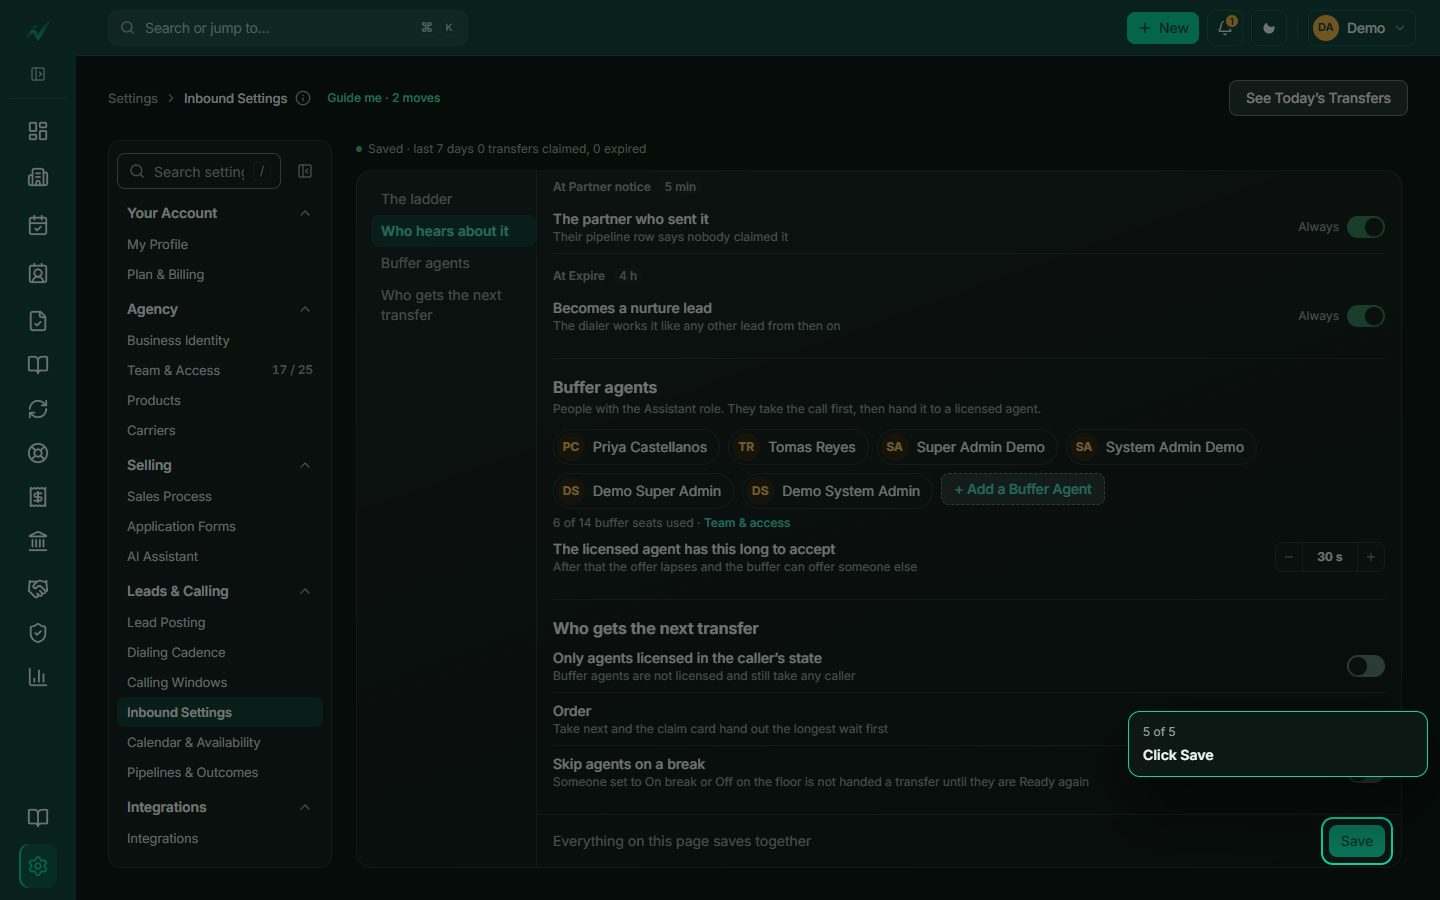 Search or jump to...
⌘ K
+ New
1
DA Demo
Settings > Inbound Settings
Guide me · 2 moves
See Today's Transfers
Search setting /
Your Account
My Profile
Plan & Billing
Agency
Business Identity
Team & Access 17 / 25
Products
Carriers
Selling
Sales Process
Application Forms
AI Assistant
Leads & Calling
Lead Posting
Dialing Cadence
Calling Windows
Inbound Settings
Calendar & Availability
Pipelines & Outcomes
Integrations
Integrations
Saved · last 7 days 0 transfers claimed, 0 expired
The ladder
Who hears about it
Buffer agents
Who gets the next
transfer
At Partner notice 5 min
The partner who sent it
Their pipeline row says nobody claimed it
Always
At Expire 4 h
Becomes a nurture lead
The dialer works it like any other lead from then on
Always
Buffer agents
People with the Assistant role. They take the call first, then hand it to a licensed agent.
PC Priya Castellanos
TR Tomas Reyes
SA Super Admin Demo
SA System Admin Demo
DS Demo Super Admin
DS Demo System Admin
+ Add a Buffer Agent
6 of 14 buffer seats used · Team & access
The licensed agent has this long to accept
After that the offer lapses and the buffer can offer someone else
− 30 s +
Who gets the next transfer
Only agents licensed in the caller's state
Buffer agents are not licensed and still take any caller
Order
Take next and the claim card hand out the longest wait first
Skip agents on a break
Someone set to On break or Off on the floor is not handed a transfer until they are Ready again
5 of 5
Click Save
Everything on this page saves together
Save